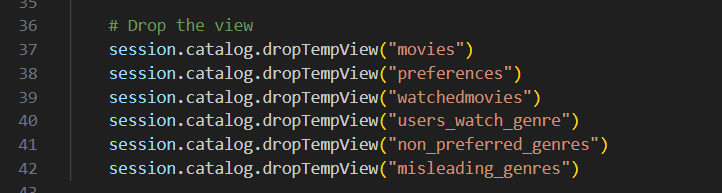 35
36 # Drop the view
37 session.catalog.dropTempView("movies")
38 session.catalog.dropTempView("preferences")
39 session.catalog.dropTempView("watchedmovies")
40 session.catalog.dropTempView("users_watch_genre")
41 session.catalog.dropTempView("non_preferred_genres")
42 session.catalog.dropTempView("misleading_genres")
43